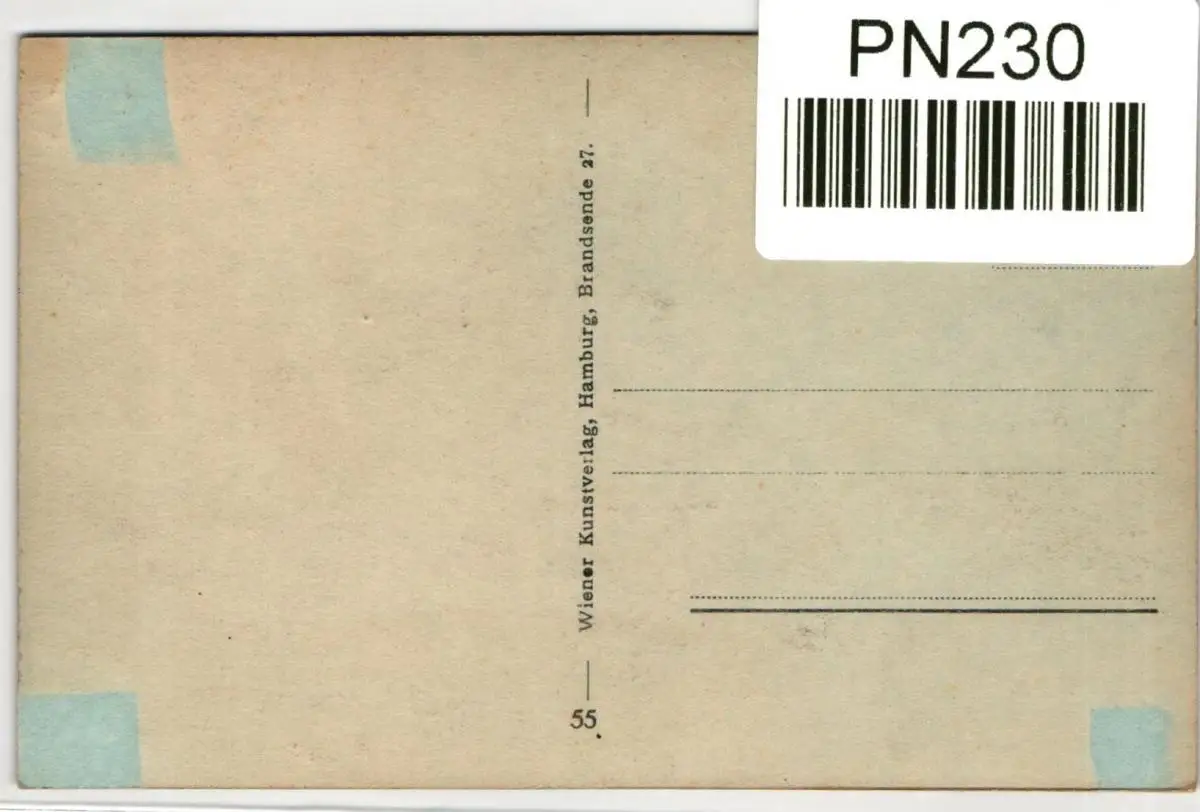 PN230
Wiener Kunstverlag, Hamburg, Brandsende 27.
55